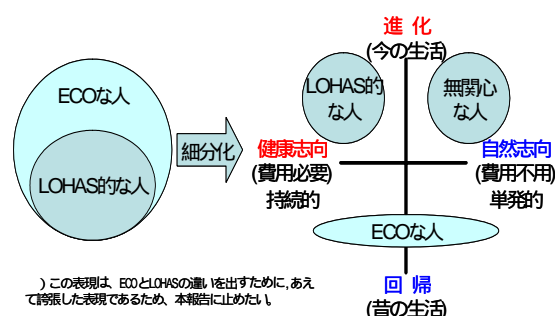 ECOな人
LOHAS的な人
細分化
進 化
(今の生活)
LOHAS的
な人
無関心
な人
健康志向
(費用必要)
持続的
自然志向
(費用不用)
単発的
ECOな人
回 帰
(昔の生活)
）この表現は、ECOとLOHASの違いを出すために，あえ
て誇張した表現であるため、本報告に止めたい。